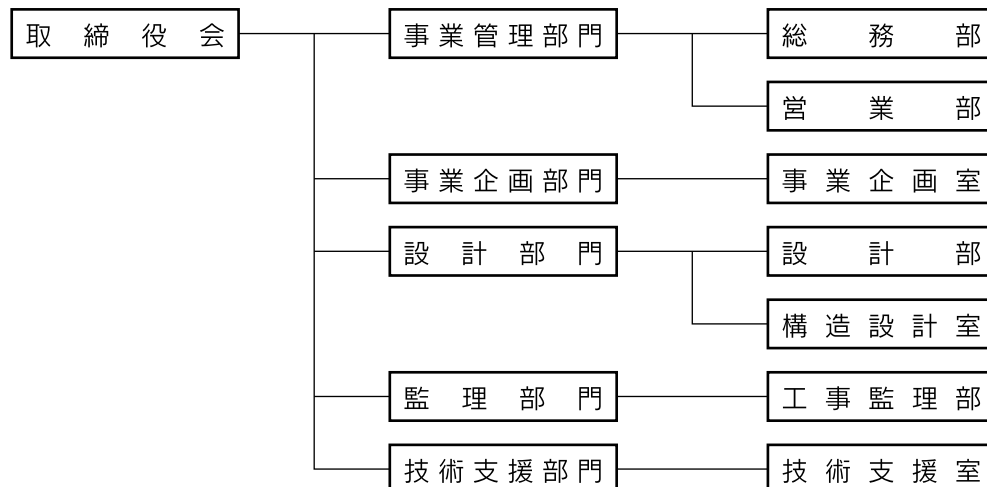 取締役会 事業管理部門 総務部
営業部
事業企画部門 事業企画室
設計部門 設計部
構造設計室
監理部門 工事監理部
技術支援部門 技術支援室